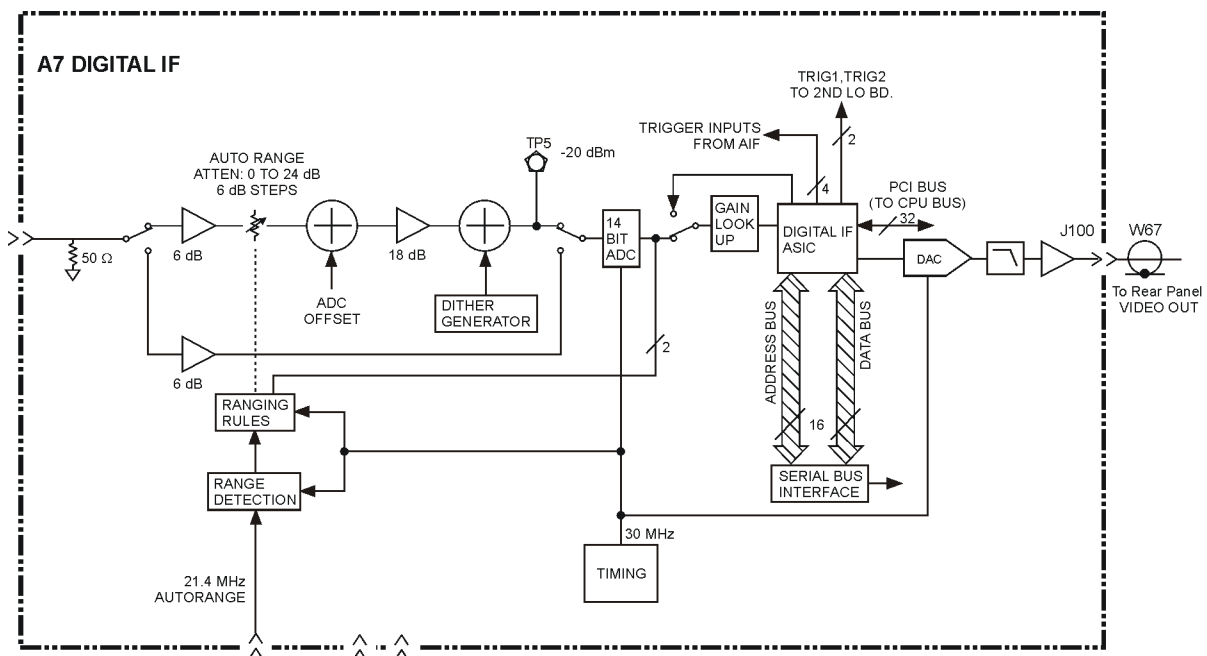 A7 DIGITAL IF
TRIG1,TRIG2
TO 2ND LO BD.
TRIGGER INPUTS
FROM AIF
2
4
TP5
-20 dBm
AUTO RANGE
ATTEN: 0 TO 24 dB
6 dB STEPS
PCI BUS
(TO CPU BUS)
32
14
BIT
ADC
GAIN
LOOK
UP
DIGITAL IF
ASIC
DAC
J100
W67
50 Ω
6 dB
18 dB
To Rear Panel
VIDEO OUT
ADC
OFFSET
DITHER
GENERATOR
ADDRESS BUS
DATA BUS
2
6 dB
RANGING
RULES
16
RANGE
DETECTION
SERIAL BUS
INTERFACE
30 MHz
TIMING
21.4 MHz
AUTORANGE